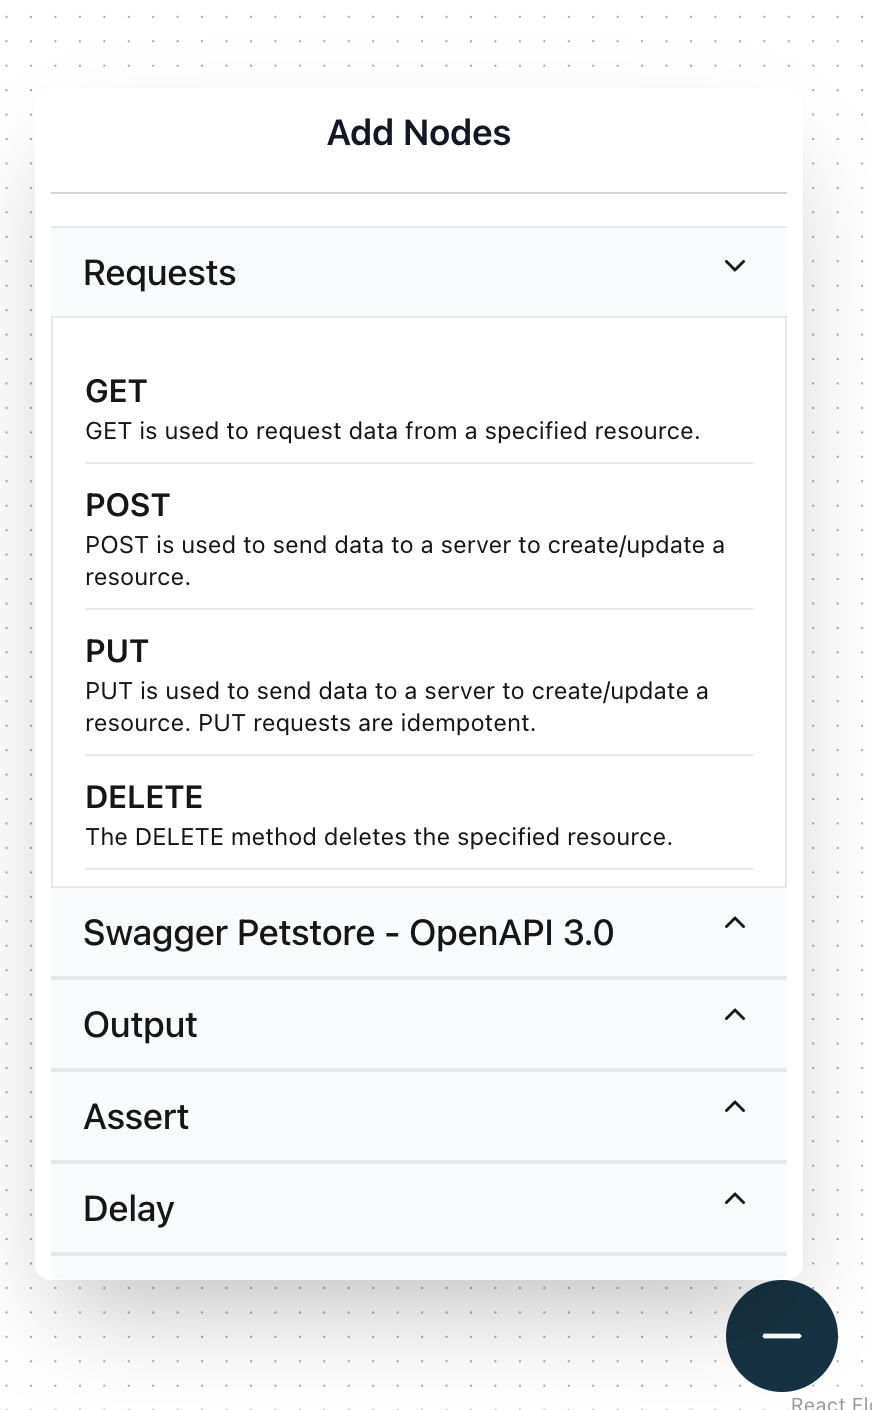 Add Nodes
Requests
GET
GET is used to request data from a specified resource.
POST
POST is used to send data to a server to create/update a
resource.
PUT
PUT is used to send data to a server to create/update a
resource. PUT requests are idempotent.
DELETE
The DELETE method deletes the specified resource.
Swagger Petstore - OpenAPI 3.0
Output
Assert
Delay
React